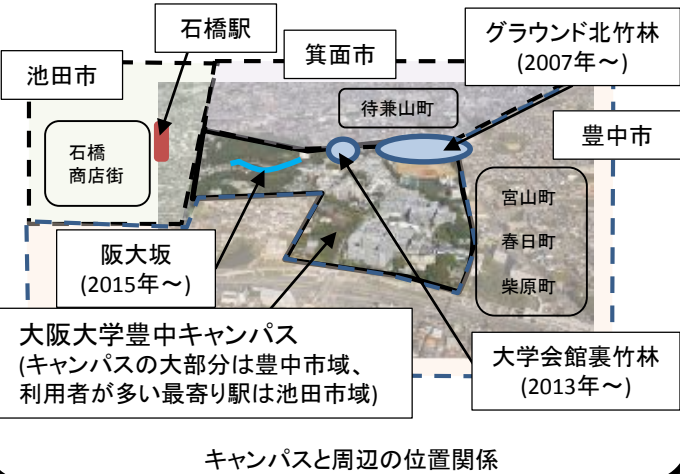 石橋駅
箕面市
グラウンド北竹林
(2007年～)
池田市
待兼山町
豊中市
石橋
商店街
宮山町
春日町
柴原町
阪大坂
(2015年～)
大阪大学豊中キャンパス
(キャンパスの大部分は豊中市域、
利用者が多い最寄り駅は池田市域)
大学会館裏竹林
(2013年～)
キャンパスと周辺の位置関係